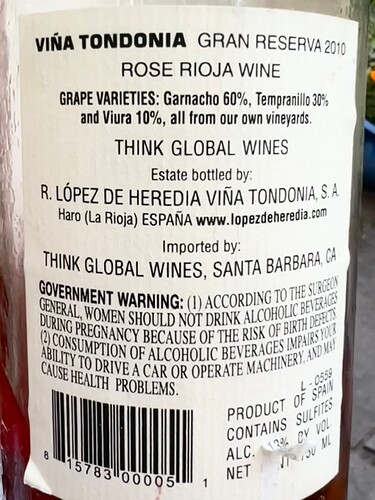 VIÑA TONDONIA GRAN RESERVA 2010
ROSE RIOJA WINE
GRAPE VARIETIES: Garnacho 60%, Tempranillo 30%
and Viura 10%, all from our own vineyards.
THINK GLOBAL WINES
Estate bottled by:
R. LÓPEZ DE HEREDIA VIÑA TONDONIA, S. A.
Haro (La Rioja) ESPAÑA www.lopezdeheredia.com
Imported by:
THINK GLOBAL WINES, SANTA BARBARA, CA
GOVERNMENT WARNING: (1) ACCORDING TO THE SURGEON
GENERAL, WOMEN SHOULD NOT DRINK ALCOHOLIC BEVERAGES
DURING PREGNANCY BECAUSE OF THE RISK OF BIRTH DEFECTS.
(2) CONSUMPTION OF ALCOHOLIC BEVERAGES IMPAIRS YOUR
ABILITY TO DRIVE A CAR OR OPERATE MACHINERY, AND MAY
CAUSE HEALTH PROBLEMS.
L-0559
PRODUCT OF SPAIN
CONTAINS SULFITES
ALC. BY VOL.
NET ML
8 15783 00005 1